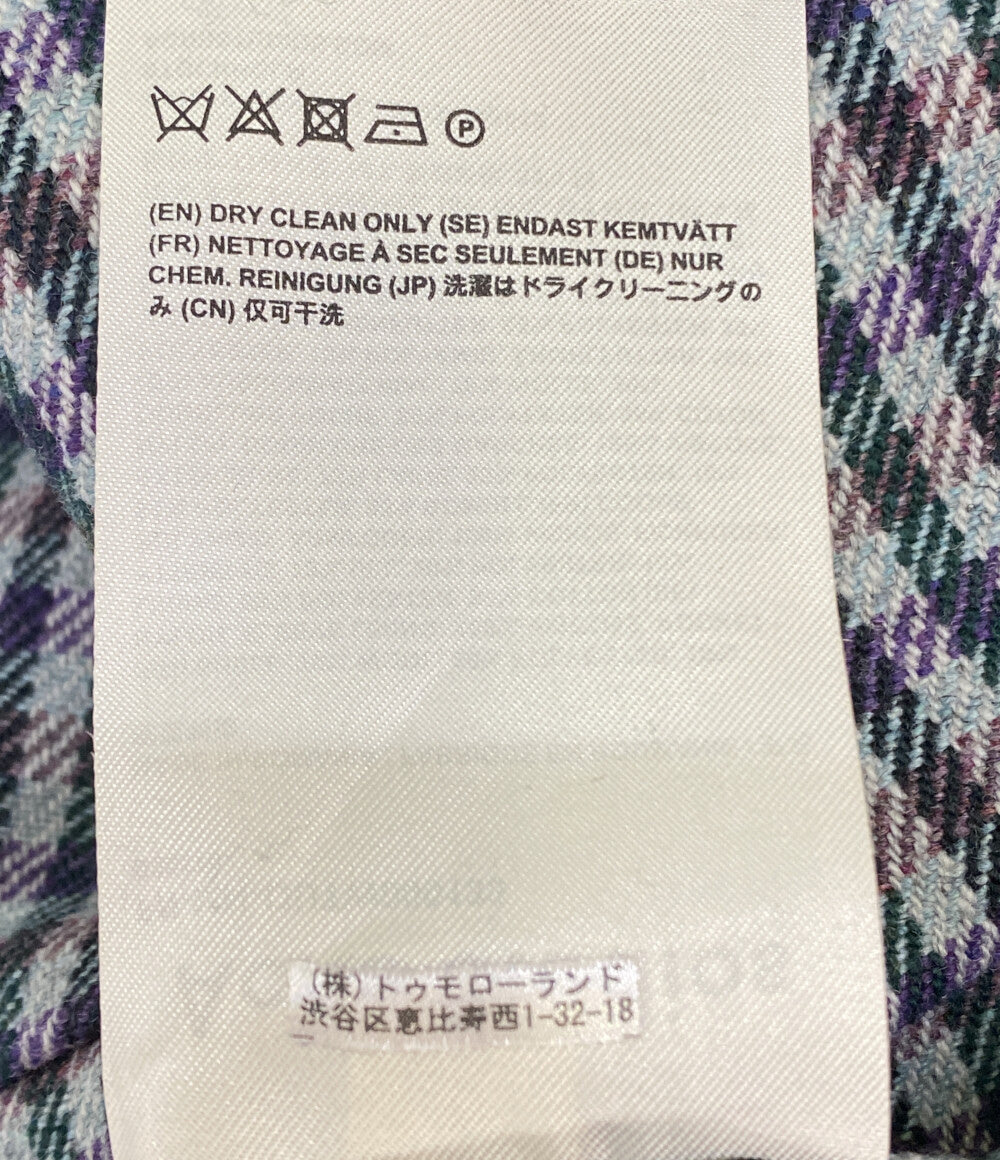 P
(EN) DRY CLEAN ONLY (SE) ENDAST KEMTVÄTT
(FR) NETTOYAGE À SEC SEULEMENT (DE) NUR
CHEM. REINIGUNG (JP) 洗濯はドライクリーニングの
み (CN) 仅可干洗
(株)トゥモローランド
渋谷区恵比寿西1-32-18